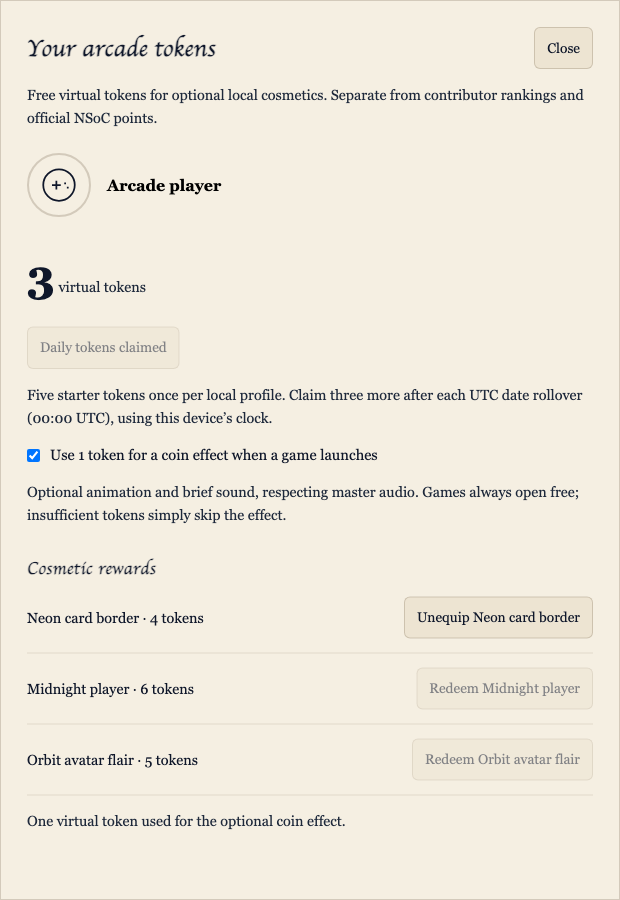 Your arcade tokens
Close
Free virtual tokens for optional local cosmetics. Separate from contributor rankings and
official NSoC points.
Arcade player
3 virtual tokens
Daily tokens claimed
Five starter tokens once per local profile. Claim three more after each UTC date rollover
(00:00 UTC), using this device’s clock.
Use 1 token for a coin effect when a game launches
Optional animation and brief sound, respecting master audio. Games always open free;
insufficient tokens simply skip the effect.
Cosmetic rewards
Neon card border · 4 tokens
Unequip Neon card border
Midnight player · 6 tokens
Redeem Midnight player
Orbit avatar flair · 5 tokens
Redeem Orbit avatar flair
One virtual token used for the optional coin effect.